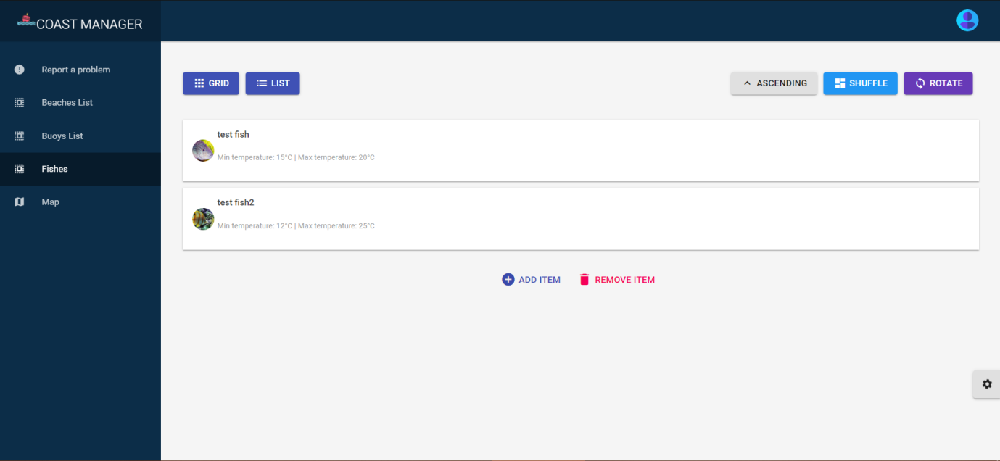 COAST MANAGER
Report a problem
Beaches List
Buoys List
Fishes
Map
GRID
LIST
ASCENDING
SHUFFLE
ROTATE
test fish
Min temperature: 15°C | Max temperature: 20°C
test fish2
Min temperature: 12°C | Max temperature: 25°C
ADD ITEM
REMOVE ITEM